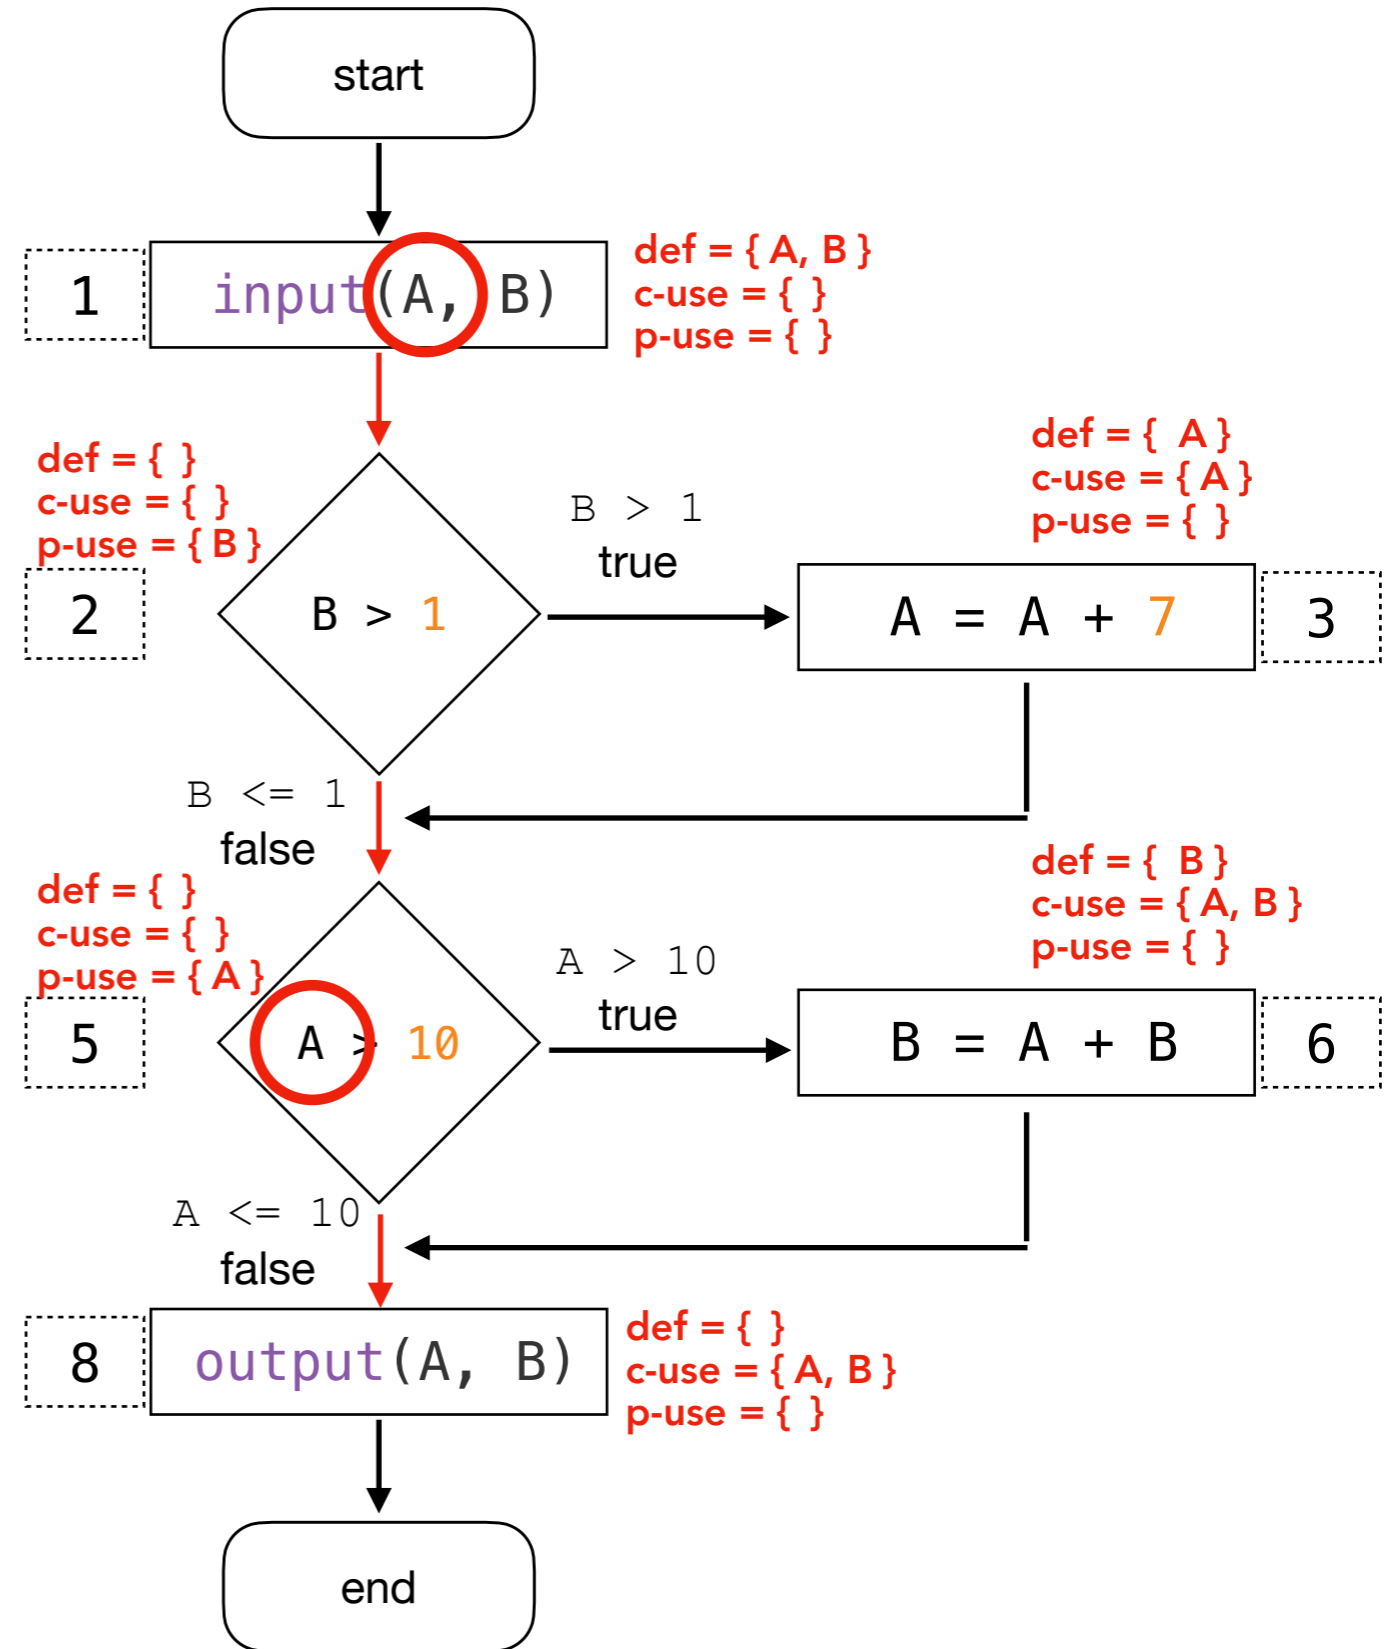 start
1
input(A, B)
def = { A, B }
c-use = { }
p-use = { }
def = { }
c-use = { }
p-use = { B }
2
B > 1
B > 1
true
def = { A }
c-use = { A }
p-use = { }
A = A + 7
3
B <= 1
false
def = { }
c-use = { }
p-use = { A }
5
A > 10
A > 10
true
def = { B }
c-use = { A, B }
p-use = { }
B = A + B
6
A <= 10
false
8
output(A, B)
def = { }
c-use = { A, B }
p-use = { }
end